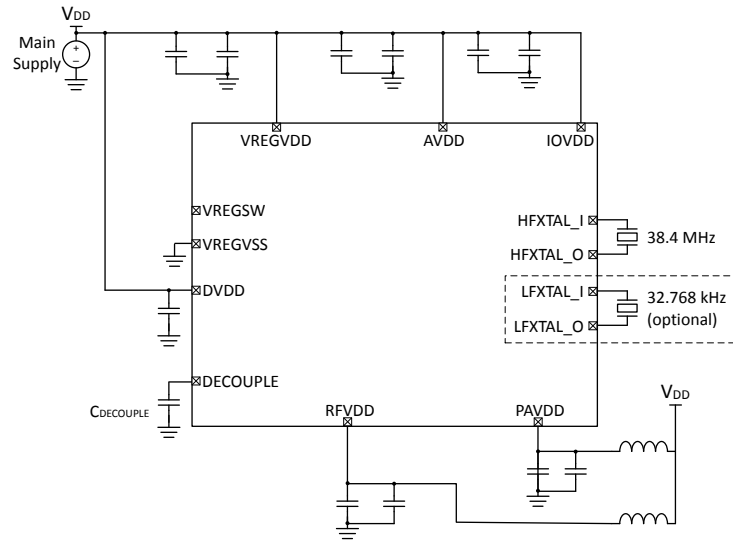 VDD
Main
Supply
+
–
VREGVDD
AVDD
IOVDD
VREGSW
HFXTAL_I
38.4 MHz
VREGVSS
HFXTAL_O
DVDD
LFXTAL_I
32.768 kHz
(optional)
LFXTAL_O
DECOUPLE
CDECOUPLE
RFVDD
PAVDD
VDD